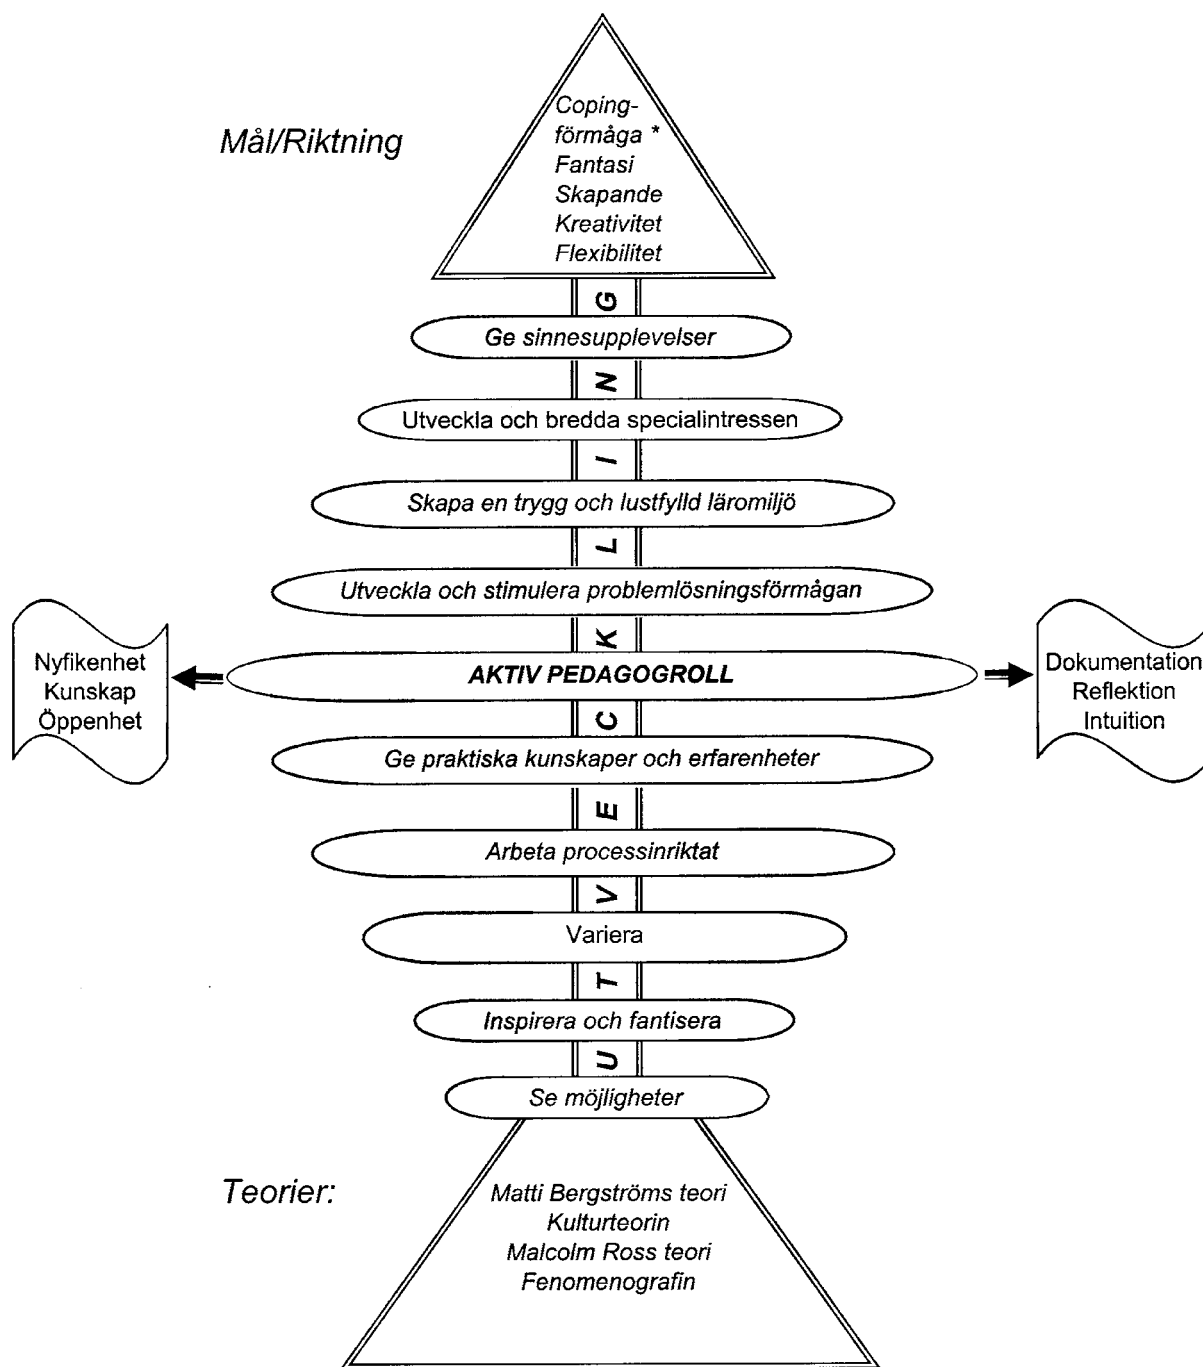 Mål/Riktning
Coping-
förmåga *
Fantasi
Skapande
Kreativitet
Flexibilitet
G
Ge sinnesupplevelser
N
Utveckla och bredda specialintressen
I
Skapa en trygg och lustfylld läromiljö
L
Utveckla och stimulera problemlösningsförmågan
K
Nyfikenhet
Kunskap
Öppenhet
AKTIV PEDAGOGROLL
Dokumentation
Reflektion
Intuition
C
Ge praktiska kunskaper och erfarenheter
E
Arbeta processinriktat
V
Variera
T
Inspirera och fantisera
U
Se möjligheter
Teorier:
Matti Bergströms teori
Kulturteorin
Malcolm Ross teori
Fenomenografin